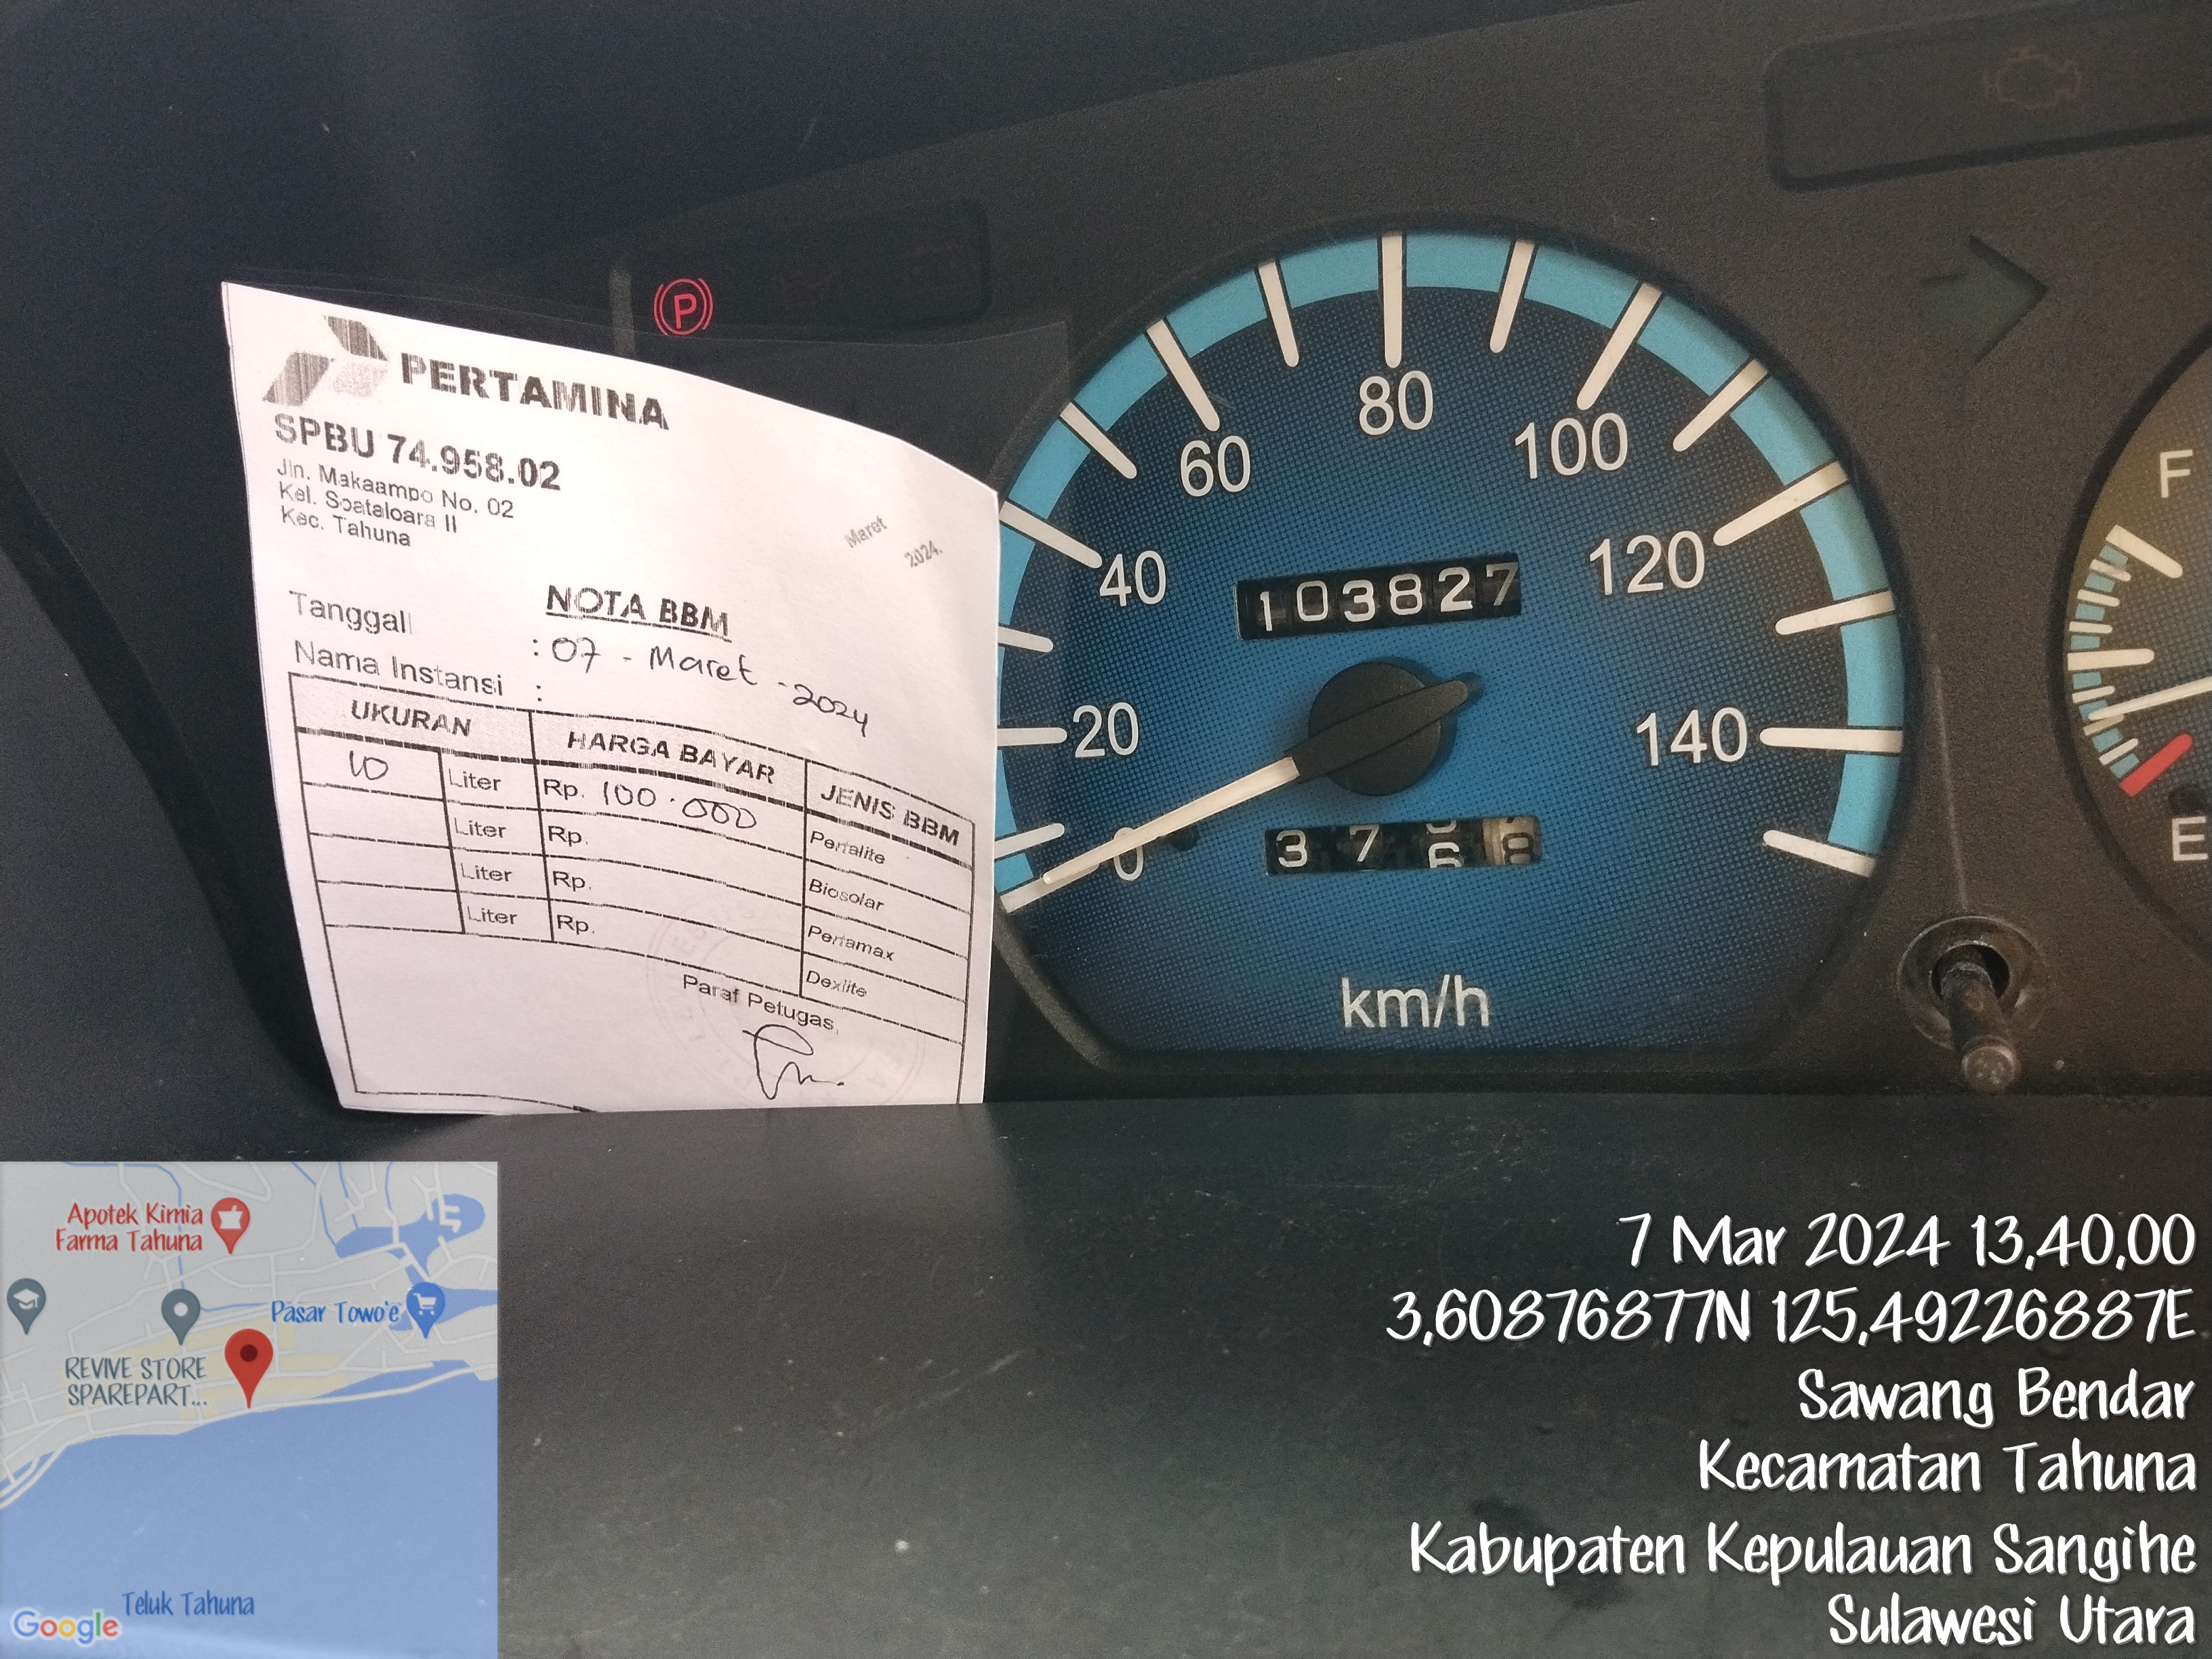 PERTAMINA
SPBU 74.958.02
Jln. Makaampo No. 02
Kel. Soataloara II
Kec. Tahuna
Maret
2024.
NOTA BBM
Tanggal : 07 - Maret - 2024
Nama Instansi :
UKURAN HARGA BAYAR JENIS BBM
10 Liter Rp. 100.000 Pertalite
Liter Rp. Biosolar
Liter Rp. Pertamax
Liter Rp. Dexlite
Paraf Petugas,
P
0
20
40
60
80
100
120
140
103827
3 7 6
km/h
F
E
Apotek Kimia
Farma Tahuna
Pasar Towo'e
REVIVE STORE
SPAREPART...
Teluk Tahuna
Google
7 Mar 2024 13,40,00
3,60876877N 125,49226887E
Sawang Bendar
Kecamatan Tahuna
Kabupaten Kepulauan Sangihe
Sulawesi Utara